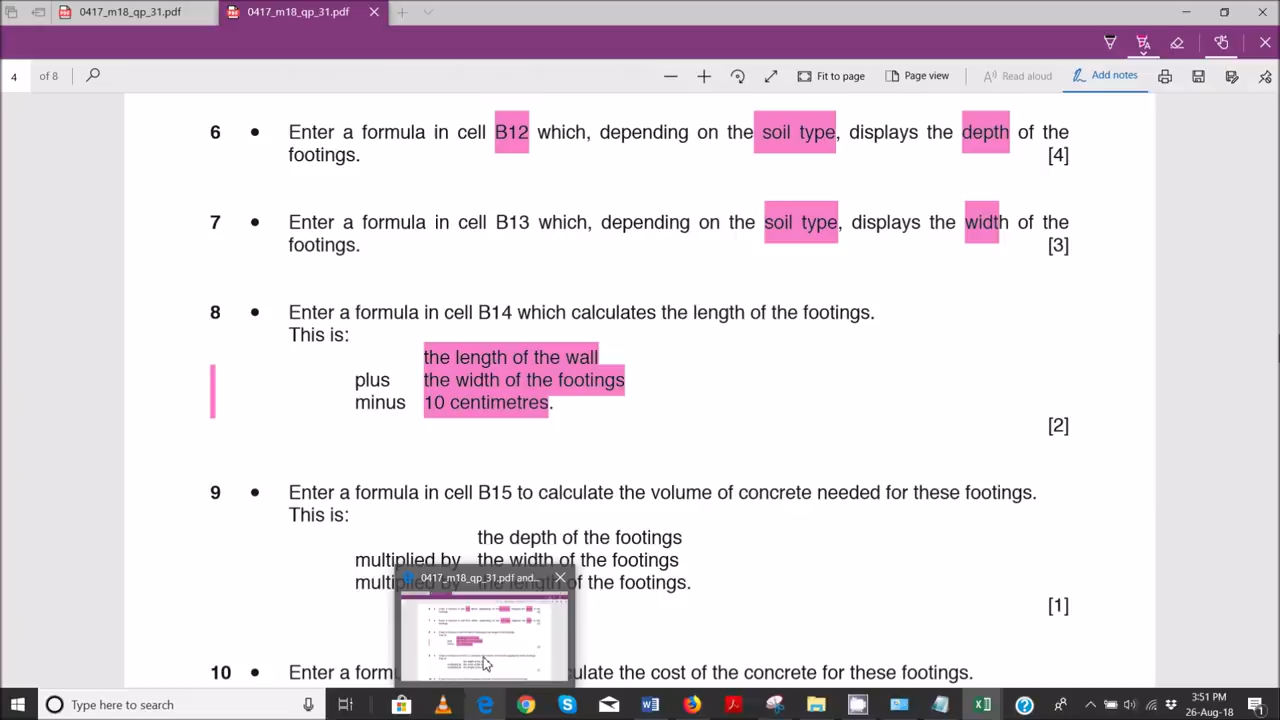 0417_m18_qp_31.pdf
0417_m18_qp_31.pdf
4 of 8
Fit to page
Page view
Read aloud
Add notes
6 • Enter a formula in cell B12 which, depending on the soil type, displays the depth of the
footings. [4]
7 • Enter a formula in cell B13 which, depending on the soil type, displays the width of the
footings. [3]
8 • Enter a formula in cell B14 which calculates the length of the footings.
This is:
the length of the wall
plus the width of the footings
minus 10 centimetres.
[2]
9 • Enter a formula in cell B15 to calculate the volume of concrete needed for these footings.
This is:
the depth of the footings
multiplied by the width of the footings
0417_m18_qp_31.pdf and...
multiplied by the length of the footings.
[1]
10 Enter a form
culate the cost of the concrete for these footings.
Type here to search
3:51 PM
26-Aug-18